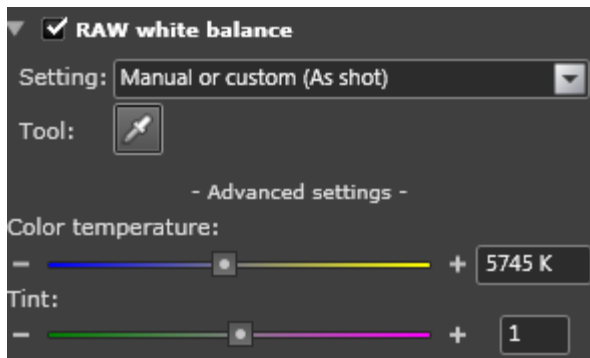 RAW white balance
Setting: Manual or custom (As shot)
Tool:
- Advanced settings -
Color temperature:
− + 5745 K
Tint:
− + 1